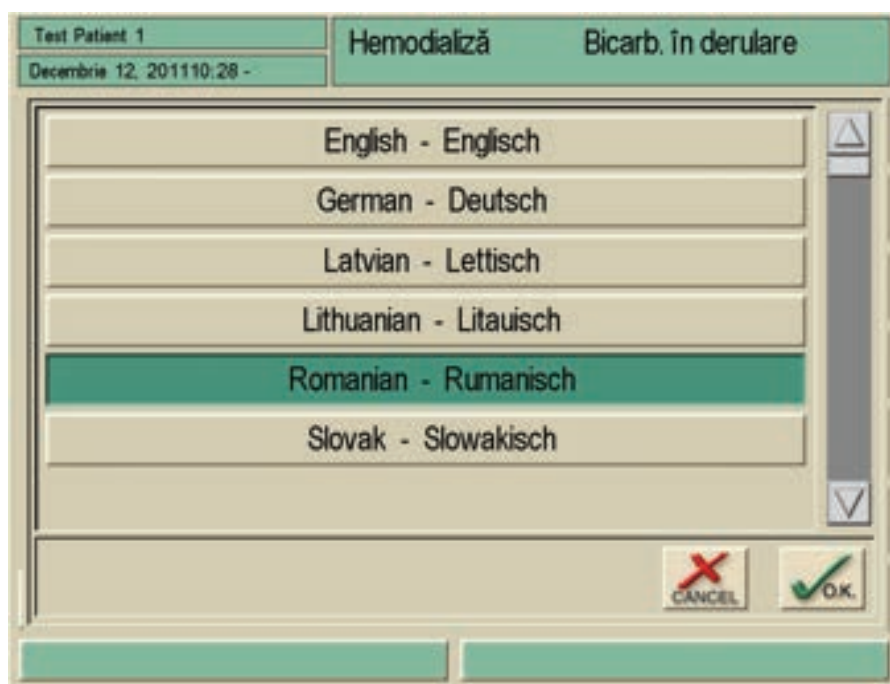 Test Patient 1
Hemodializă Bicarb. în derulare
Decembrie 12, 201110:28 -
English - Englisch
German - Deutsch
Latvian - Lettisch
Lithuanian - Litauisch
Romanian - Rumanisch
Slovak - Slowakisch
CANCEL
O.K.